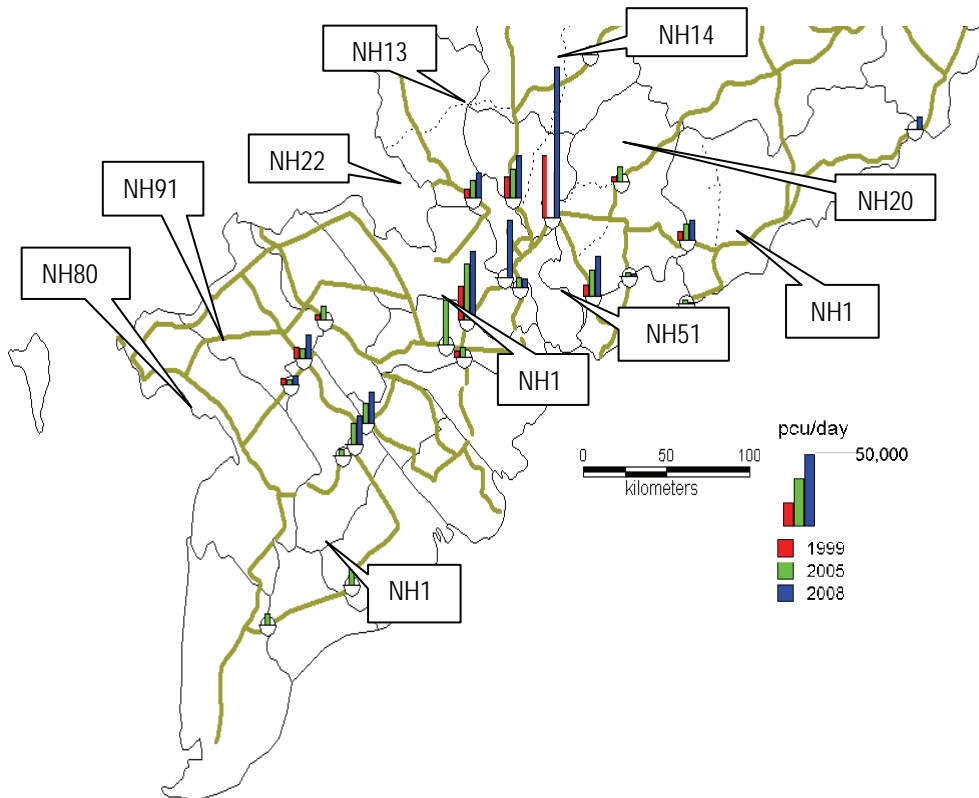 NH14
NH13
NH22
NH91
NH20
NH80
NH1
NH51
NH1
pcu/day
50,000
0 50 100
kilometers
1999
2005
2008
NH1